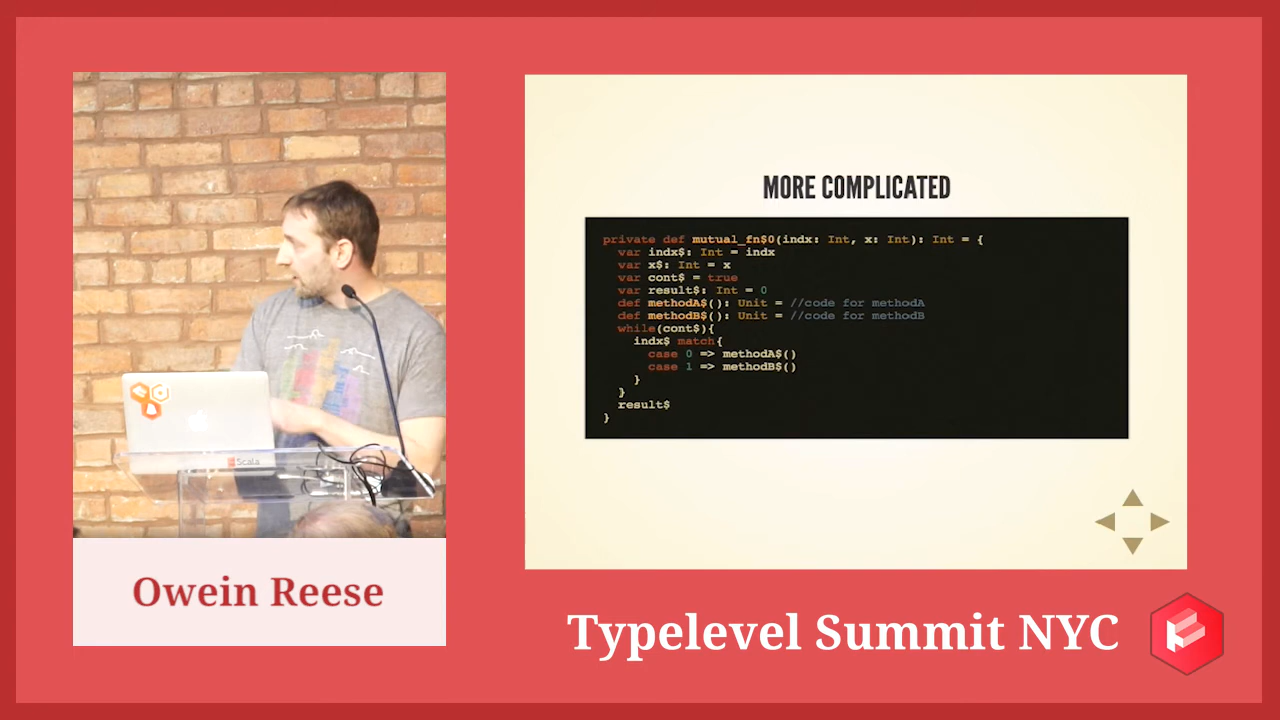 MORE COMPLICATED
private def mutual_fn$0(indx: Int, x: Int): Int = {
var indx$: Int = indx
var x$: Int = x
var cont$ = true
var result$: Int = 0
def methodA$(): Unit = //code for methodA
def methodB$(): Unit = //code for methodB
while(cont$){
indx$ match{
case 0 => methodA$()
case 1 => methodB$()
}
}
result$
}
Scala
Owein Reese
Typelevel Summit NYC